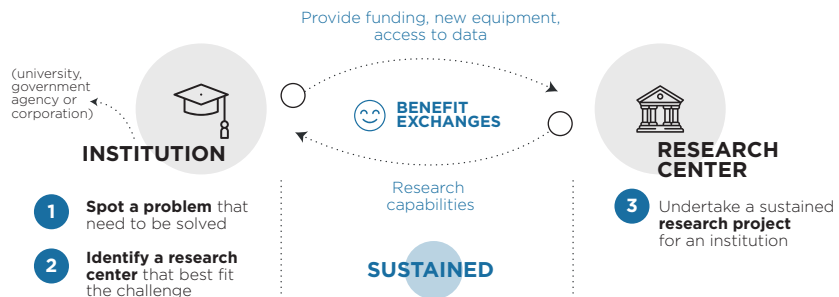 Provide funding, new equipment,
access to data
(university,
government
agency or
corporation)
BENEFIT
EXCHANGES
INSTITUTION
RESEARCH
CENTER
Research
capabilities
1
Spot a problem that
need to be solved
2
Identify a research
center that best fit
the challenge
SUSTAINED
3
Undertake a sustained
research project
for an institution